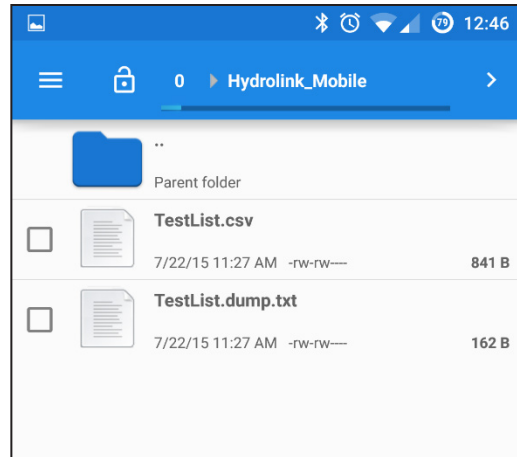 79 12:46
0 Hydrolink_Mobile
..
Parent folder
TestList.csv
7/22/15 11:27 AM -rw-rw---- 841 B
TestList.dump.txt
7/22/15 11:27 AM -rw-rw---- 162 B